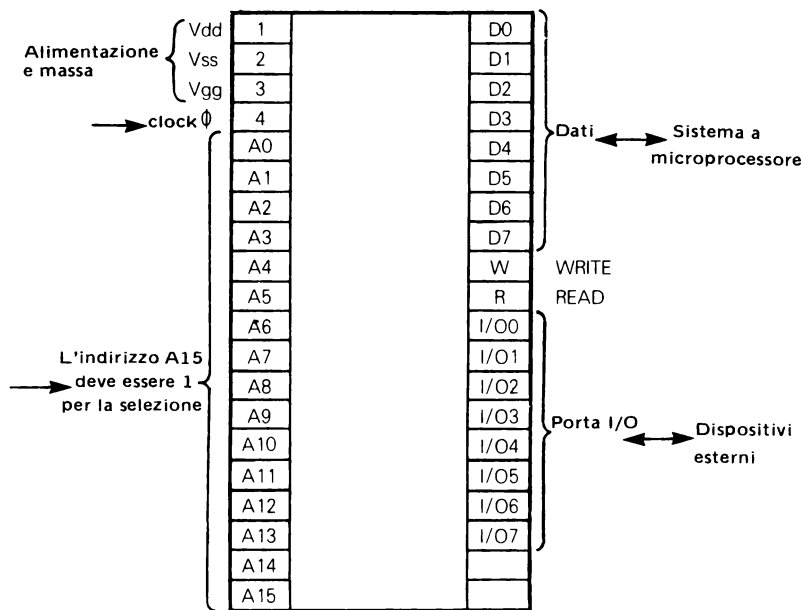 Vdd 1 D0
Alimentazione e massa
Vss 2 D1
Vgg 3 D2
clock ϕ 4 D3
A0 D4
Dati
Sistema a microprocessore
A1 D5
A2 D6
A3 D7
A4 W WRITE
A5 R READ
A6 I/O0
A7 I/O1
L'indirizzo A15
deve essere 1
per la selezione
A8 I/O2
A9 I/O3
Porta I/O
Dispositivi
esterni
A10 I/O4
A11 I/O5
A12 I/O6
A13 I/O7
A14
A15